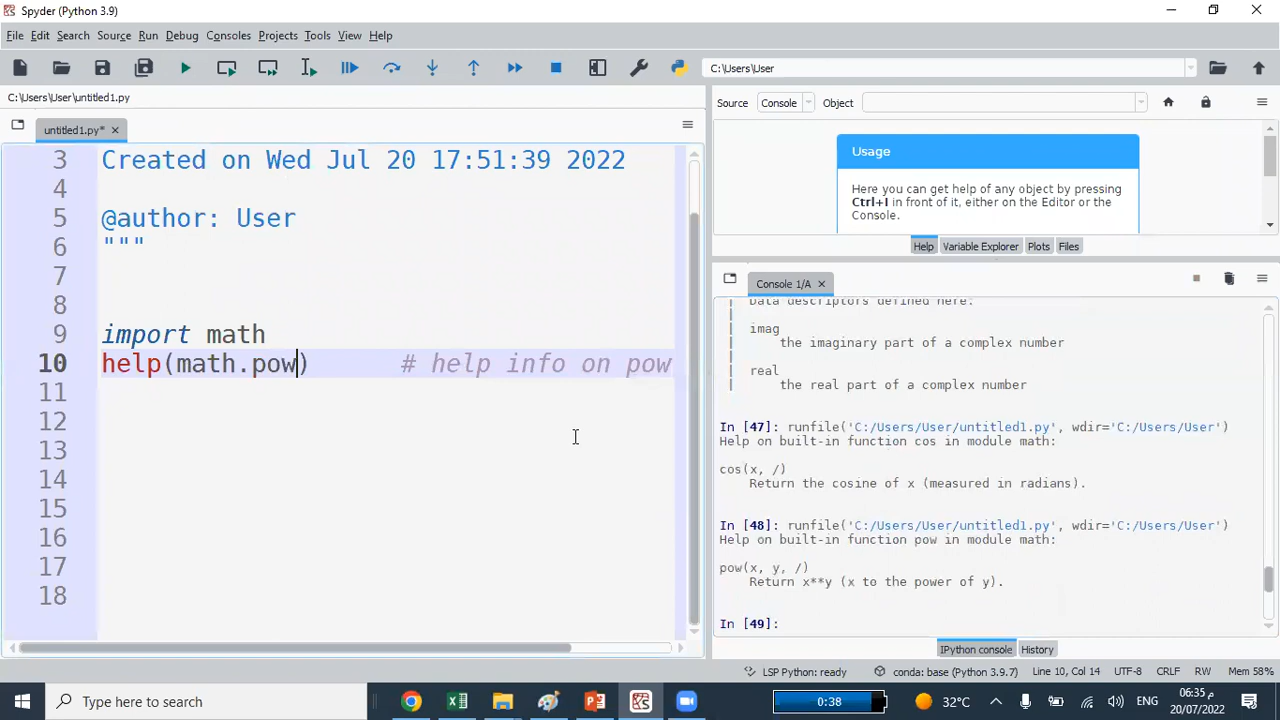 Spyder (Python 3.9)
File Edit Search Source Run Debug Consoles Projects Tools View Help
C:\Users\User
C:\Users\User\untitled1.py
untitled1.py*
3 Created on Wed Jul 20 17:51:39 2022
4
5 @author: User
6 """
7
8
9 import math
10 help(math.pow) # help info on pow
11
12
13
14
15
16
17
18
Source Console Object
Usage
Here you can get help of any object by pressing
Ctrl+I in front of it, either on the Editor or the
Console.
Help Variable Explorer Plots Files
Console 1/A
| Data descriptors defined here:
|
| imag
| the imaginary part of a complex number
|
| real
| the real part of a complex number
In [47]: runfile('C:/Users/User/untitled1.py', wdir='C:/Users/User')
Help on built-in function cos in module math:
cos(x, /)
Return the cosine of x (measured in radians).
In [48]: runfile('C:/Users/User/untitled1.py', wdir='C:/Users/User')
Help on built-in function pow in module math:
pow(x, y, /)
Return x**y (x to the power of y).
In [49]:
IPython console History
LSP Python: ready conda: base (Python 3.9.7) Line 10, Col 14 UTF-8 CRLF RW Mem 58%
Type here to search
0:38
32°C
ENG
06:35 م
20/07/2022